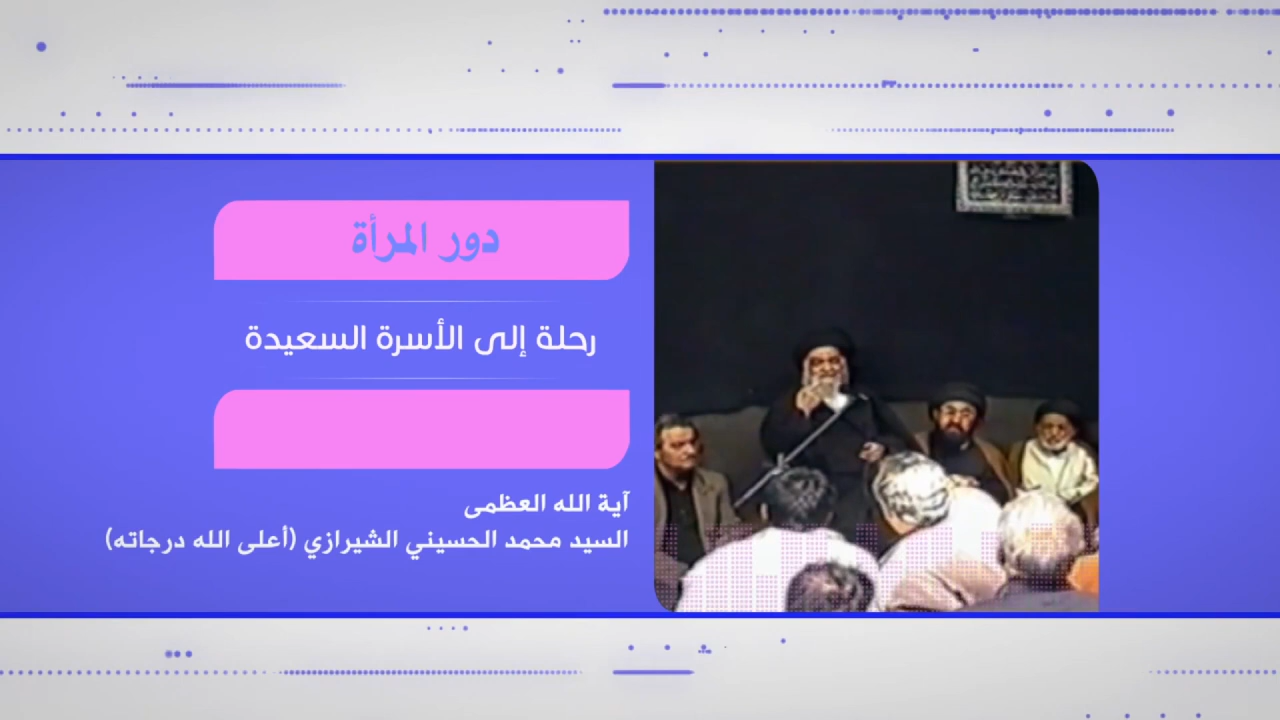 دور المرأة
رحلة إلى الأسرة السعيدة
آية الله العظمى
السيد محمد الحسيني الشيرازي (أعلى الله درجاته)